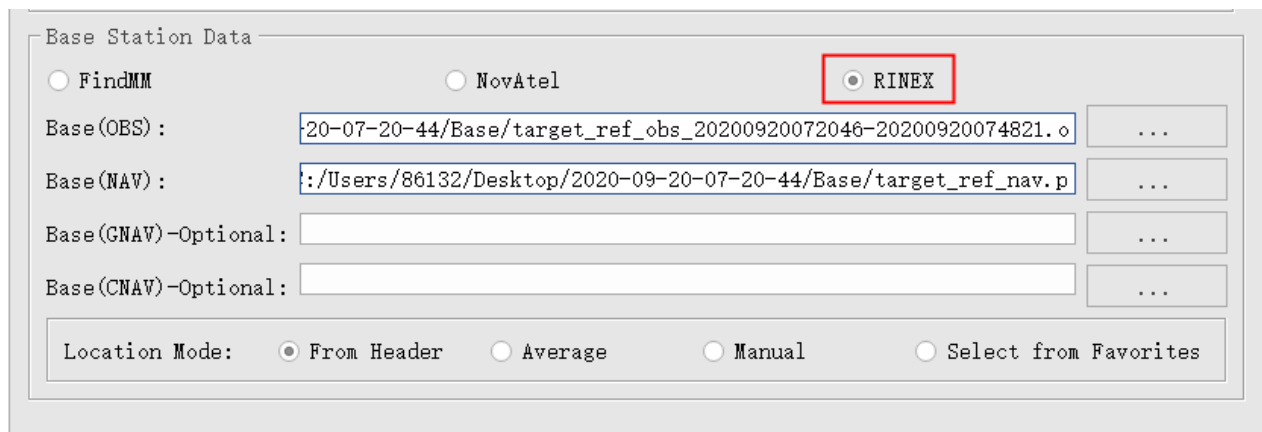 Base Station Data
FindMM NovAtel RINEX
Base(OBS): -20-07-20-44/Base/target_ref_obs_20200920072046-20200920074821.o ...
Base(NAV): :/Users/86132/Desktop/2020-09-20-07-20-44/Base/target_ref_nav.p ...
Base(GNAV)-Optional: ...
Base(CNAV)-Optional: ...
Location Mode: From Header Average Manual Select from Favorites